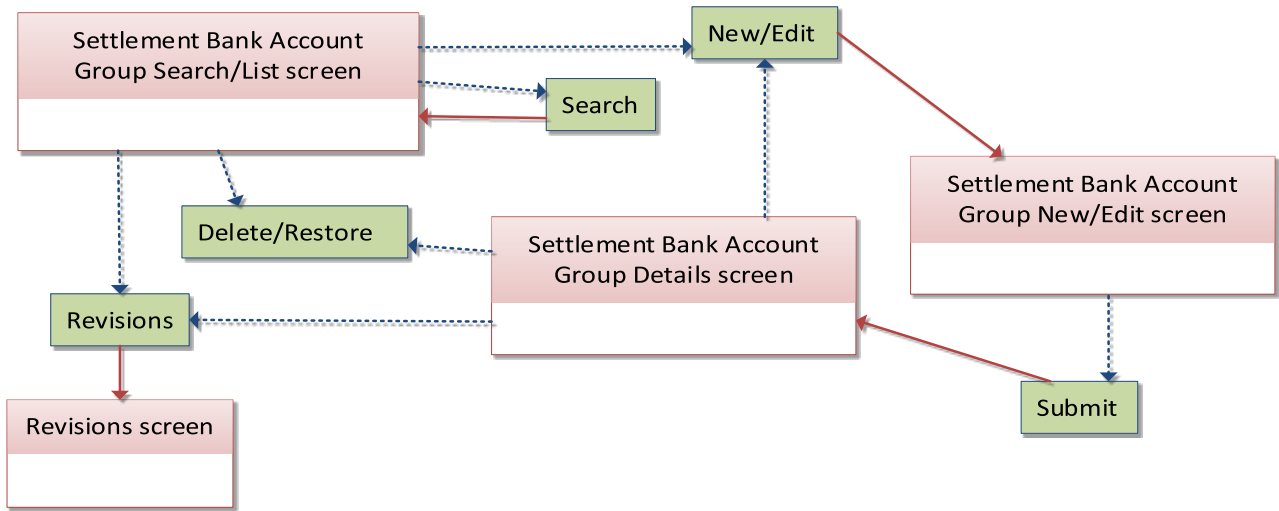 Settlement Bank Account
Group Search/List screen
New/Edit
Search
Settlement Bank Account
Group New/Edit screen
Delete/Restore
Settlement Bank Account
Group Details screen
Revisions
Submit
Revisions screen